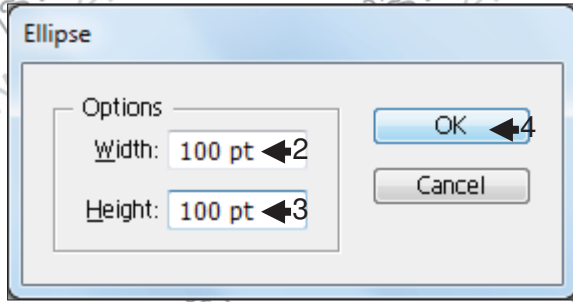 Ellipse
Options
Width: 100 pt 2
Height: 100 pt 3
OK 4
Cancel